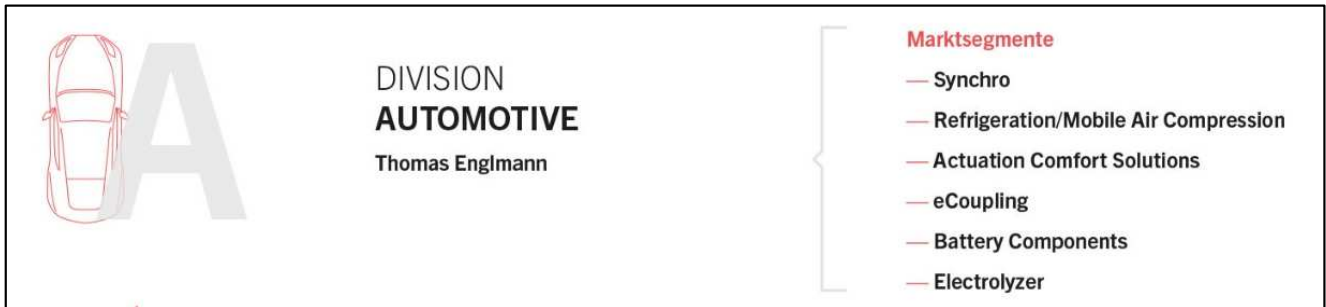 A
DIVISION
AUTOMOTIVE
Thomas Englmann
Marktsegmente
— Synchro
— Refrigeration/Mobile Air Compression
— Actuation Comfort Solutions
— eCoupling
— Battery Components
— Electrolyzer